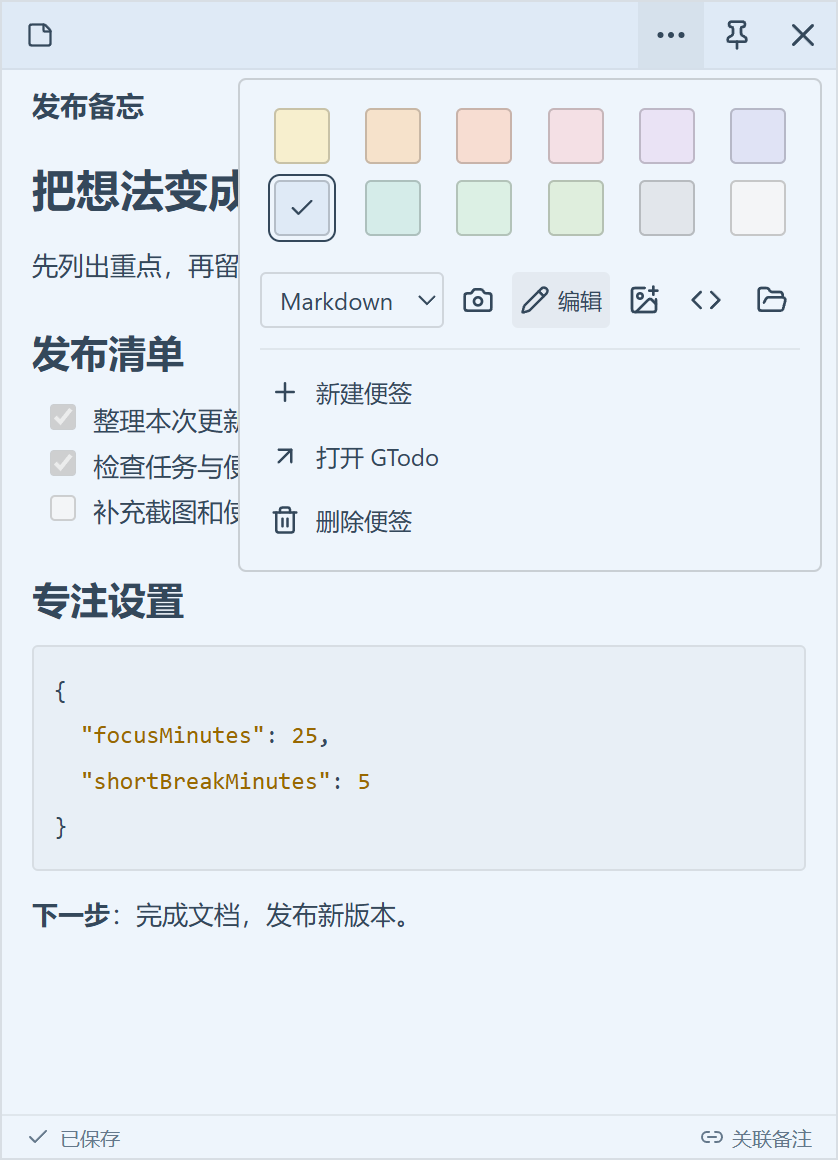 发布备忘
把想法变成
先列出重点，再留
Markdown
编辑
发布清单
新建便签
整理本次更新
打开 GTodo
检查任务与便
删除便签
补充截图和使
专注设置
{
"focusMinutes": 25,
"shortBreakMinutes": 5
}
下一步：完成文档，发布新版本。
已保存
关联备注